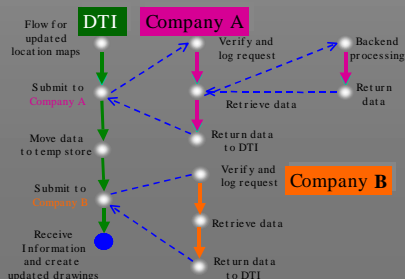 DTI
Company A
Flow for
updated
location maps
Verify and
log request
Backend
processing
Submit to
Company A
Retrieve data
Return
data
Move data
to temp store
Return data
to DTI
Submit to
Company B
Verify and
log request
Company B
Retrieve data
Receive
Information
and create
updated drawings
Return data
to DTI